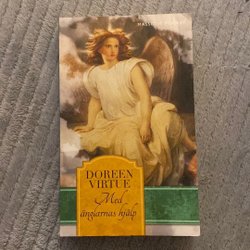 DOREEN
VIRTUE
Med
änglarnas hjälp